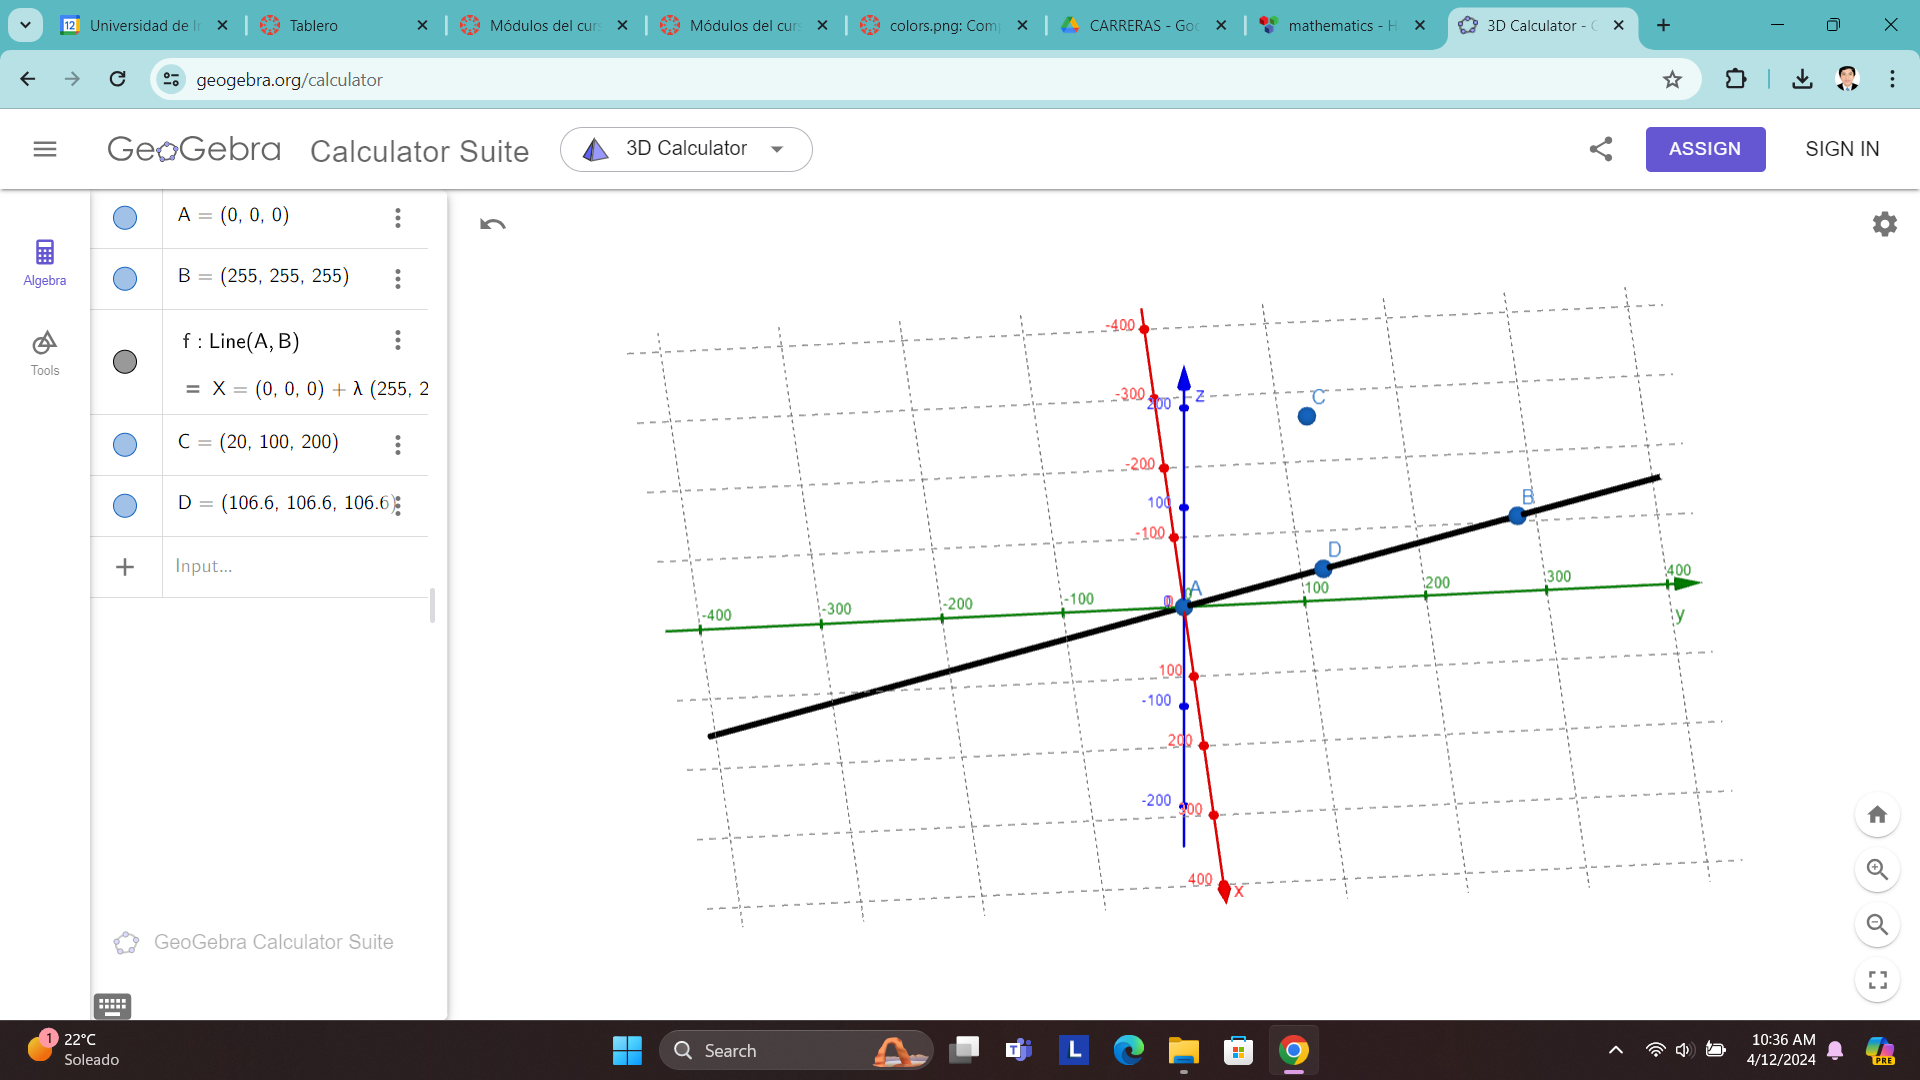 Universidad de I
Tablero
Módulos del cur
Módulos del cur
colors.png: Com
CARRERAS - Goo
mathematics - H
3D Calculator - G
geogebra.org/calculator
GeoGebra
Calculator Suite
3D Calculator
ASSIGN
SIGN IN
Algebra
Tools
A = (0, 0, 0)
B = (255, 255, 255)
f : Line(A, B)
= X = (0, 0, 0) + λ (255, 2
C = (20, 100, 200)
D = (106.6, 106.6, 106.6)
+ Input...
GeoGebra Calculator Suite
-400
-300
200
z
C
-200
100
-100
B
D
A
0
-400
-300
-200
-100
100
200
300
400
y
100
-100
200
-200
300
400
x
1
22°C
Soleado
Search
10:36 AM
4/12/2024
PRE